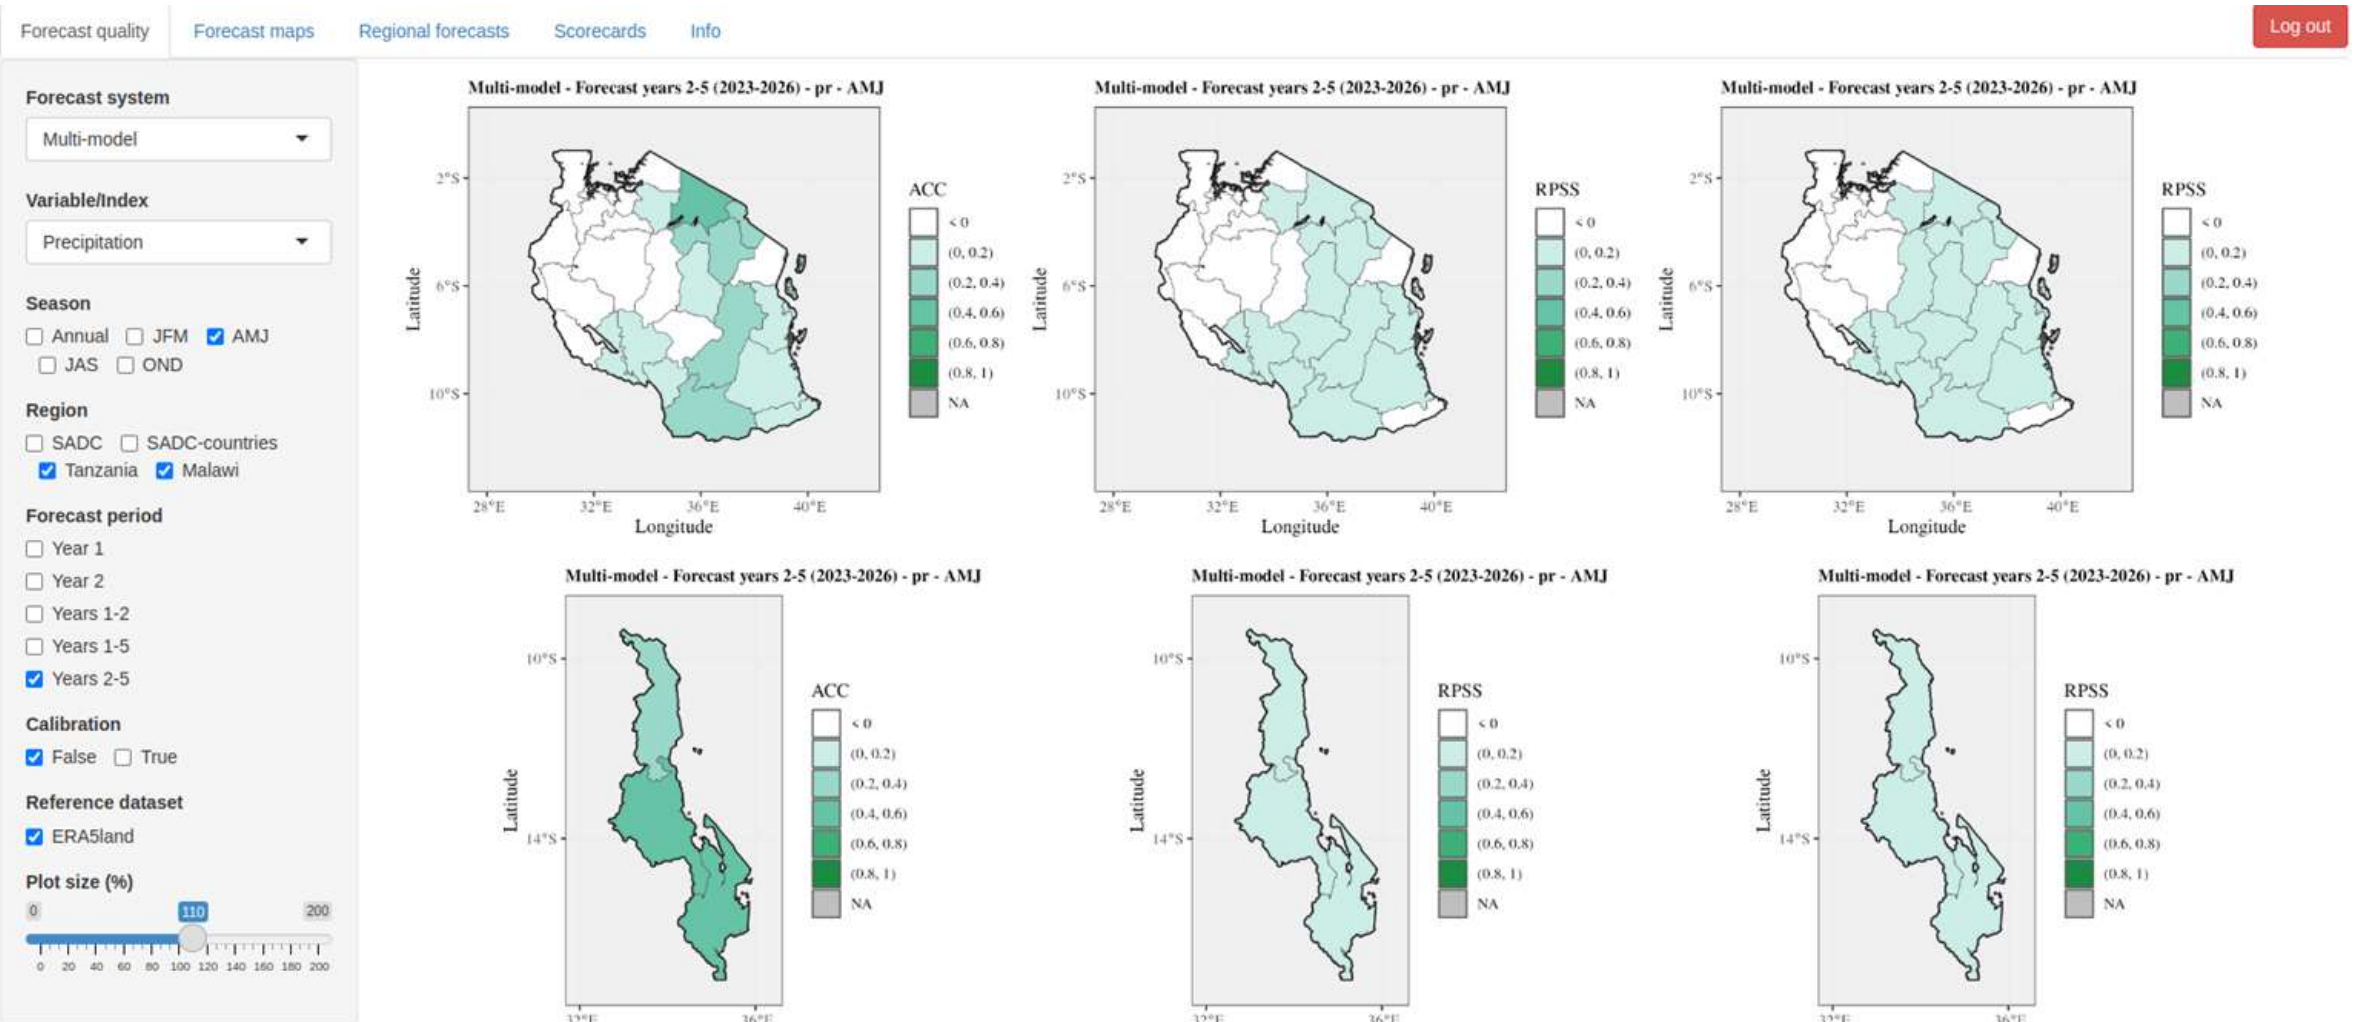 Forecast quality Forecast maps Regional forecasts Scorecards Info Log out
Forecast system
Multi-model
Variable/Index
Precipitation
Season
Annual JFM AMJ
JAS OND
Region
SADC SADC-countries
Tanzania Malawi
Forecast period
Year 1
Year 2
Years 1-2
Years 1-5
Years 2-5
Calibration
False True
Reference dataset
ERA5land
Plot size (%)
0 110 200
0 20 40 60 80 100 120 140 160 180 200
Multi-model - Forecast years 2-5 (2023-2026) - pr - AMJ
Latitude
2°S
6°S
10°S
28°E 32°E 36°E 40°E
Longitude
ACC
< 0
(0, 0.2)
(0.2, 0.4)
(0.4, 0.6)
(0.6, 0.8)
(0.8, 1)
NA
Multi-model - Forecast years 2-5 (2023-2026) - pr - AMJ
Latitude
2°S
6°S
10°S
28°E 32°E 36°E 40°E
Longitude
RPSS
< 0
(0, 0.2)
(0.2, 0.4)
(0.4, 0.6)
(0.6, 0.8)
(0.8, 1)
NA
Multi-model - Forecast years 2-5 (2023-2026) - pr - AMJ
Latitude
2°S
6°S
10°S
28°E 32°E 36°E 40°E
Longitude
RPSS
< 0
(0, 0.2)
(0.2, 0.4)
(0.4, 0.6)
(0.6, 0.8)
(0.8, 1)
NA
Multi-model - Forecast years 2-5 (2023-2026) - pr - AMJ
Latitude
10°S
14°S
32°E 36°E
ACC
< 0
(0, 0.2)
(0.2, 0.4)
(0.4, 0.6)
(0.6, 0.8)
(0.8, 1)
NA
Multi-model - Forecast years 2-5 (2023-2026) - pr - AMJ
Latitude
10°S
14°S
32°E 36°E
RPSS
< 0
(0, 0.2)
(0.2, 0.4)
(0.4, 0.6)
(0.6, 0.8)
(0.8, 1)
NA
Multi-model - Forecast years 2-5 (2023-2026) - pr - AMJ
Latitude
10°S
14°S
32°E 36°E
RPSS
< 0
(0, 0.2)
(0.2, 0.4)
(0.4, 0.6)
(0.6, 0.8)
(0.8, 1)
NA